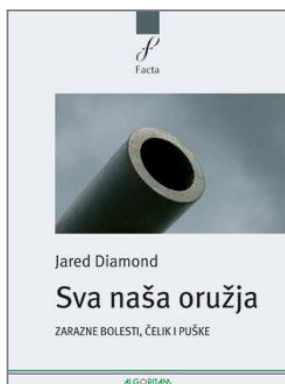 Facta
Jared Diamond
Sva naša oružja
ZARAZNE BOLESTI, ČELIK I PUŠKE
ALGORITAM